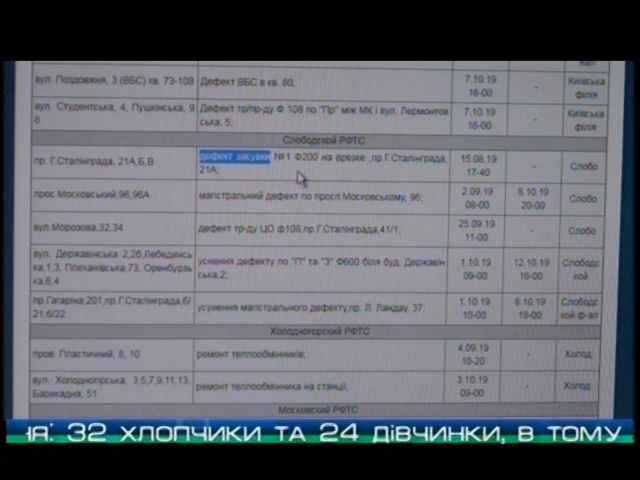 вул. Поздовжня, 3 (ВБС) кв. 73-108 Дефект ВБС в кв. 80; 7.10.19 16-00 - Київська філія
вул. Студентська, 4, Пушкінська, 9 6 Дефект тр/пр-ду Ф 108 по "Пр" між МК і вул. Лермонтовська, 5; 7.10.19 16-00 - Київська філія
Слободской РФТС
пр. Г.Сталінграда, 21А,Б,В дефект засувки №1 Ф200 на врезке ,пр.Г.Сталінграда, 21А; 15.08.19 17-40 - Слобо
прос.Московський,96,96А магістральний дефект по просп.Московському, 96; 2.09.19 08-00 8.10.19 20-00 Слобо
вул.Морозова,32,34 дефект тр-ду ЦО ф108,пр.Г.Сталінграда,41/1; 25.09.19 11-00 - Слобо
вул. Державінська 2,26,Лебединська,1,3, Плеханівська,73, Оренбурзька,6,4 усунення дефекту по "П" та "З" Ф600 біля буд. Державінська,2; 1.10.19 09-00 12.10.19 16-00 Слободской
пр.Гагаріна,201,пр.Г.Сталінграда,6/21,6/22 усунення магістрального дефекту,пр. Л. Ландау, 37; 1.10.19 10-00 8.10.19 18-00 Слободской ф-ал
Холодногорский РФТС
пров. Пластичний, 8, 10 ремонт теплообмінників; 4.09.19 10-20 - Холод
вул. Холодногірська, 3,5,7,9,11,13, Барикадна, 51 ремонт теплообмінника на станції; 3.10.19 09-00 - Холод
Московский РФТС
ня: 32 хлопчики та 24 дівчинки, в тому